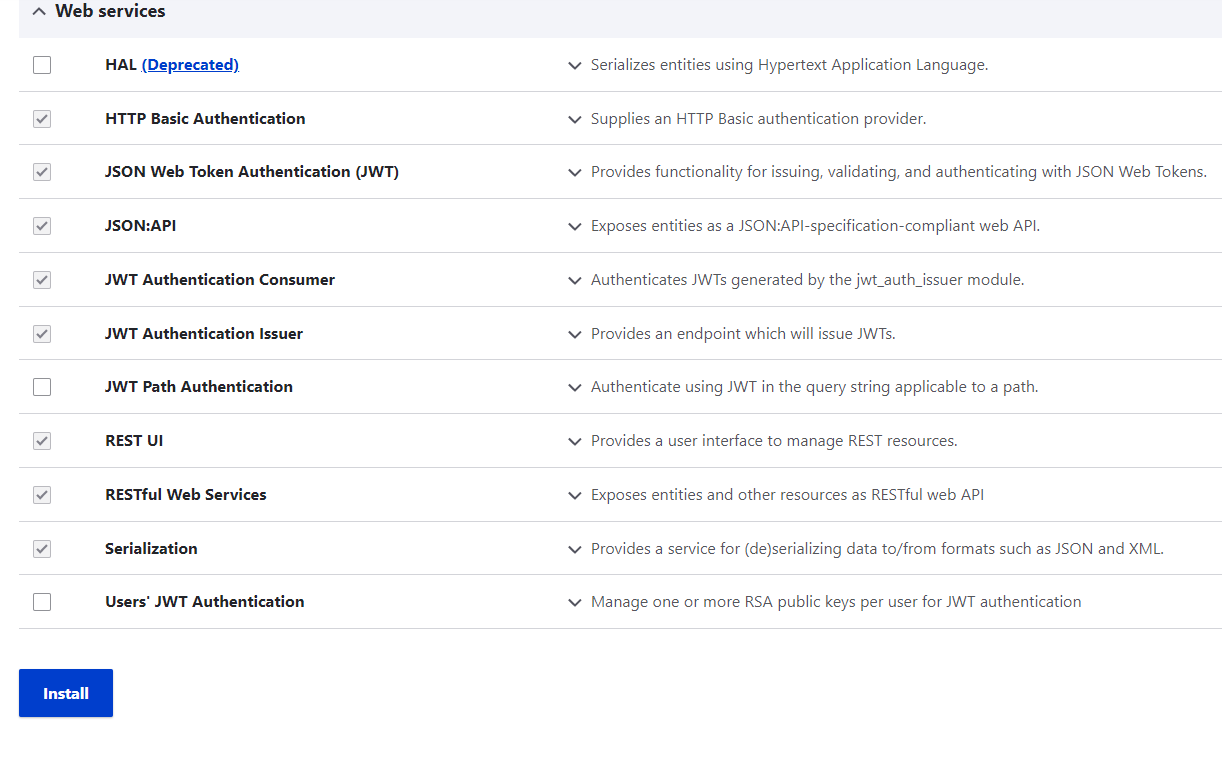 Web services
HAL (Deprecated) Serializes entities using Hypertext Application Language.
HTTP Basic Authentication Supplies an HTTP Basic authentication provider.
JSON Web Token Authentication (JWT) Provides functionality for issuing, validating, and authenticating with JSON Web Tokens.
JSON:API Exposes entities as a JSON:API-specification-compliant web API.
JWT Authentication Consumer Authenticates JWTs generated by the jwt_auth_issuer module.
JWT Authentication Issuer Provides an endpoint which will issue JWTs.
JWT Path Authentication Authenticate using JWT in the query string applicable to a path.
REST UI Provides a user interface to manage REST resources.
RESTful Web Services Exposes entities and other resources as RESTful web API
Serialization Provides a service for (de)serializing data to/from formats such as JSON and XML.
Users' JWT Authentication Manage one or more RSA public keys per user for JWT authentication
Install